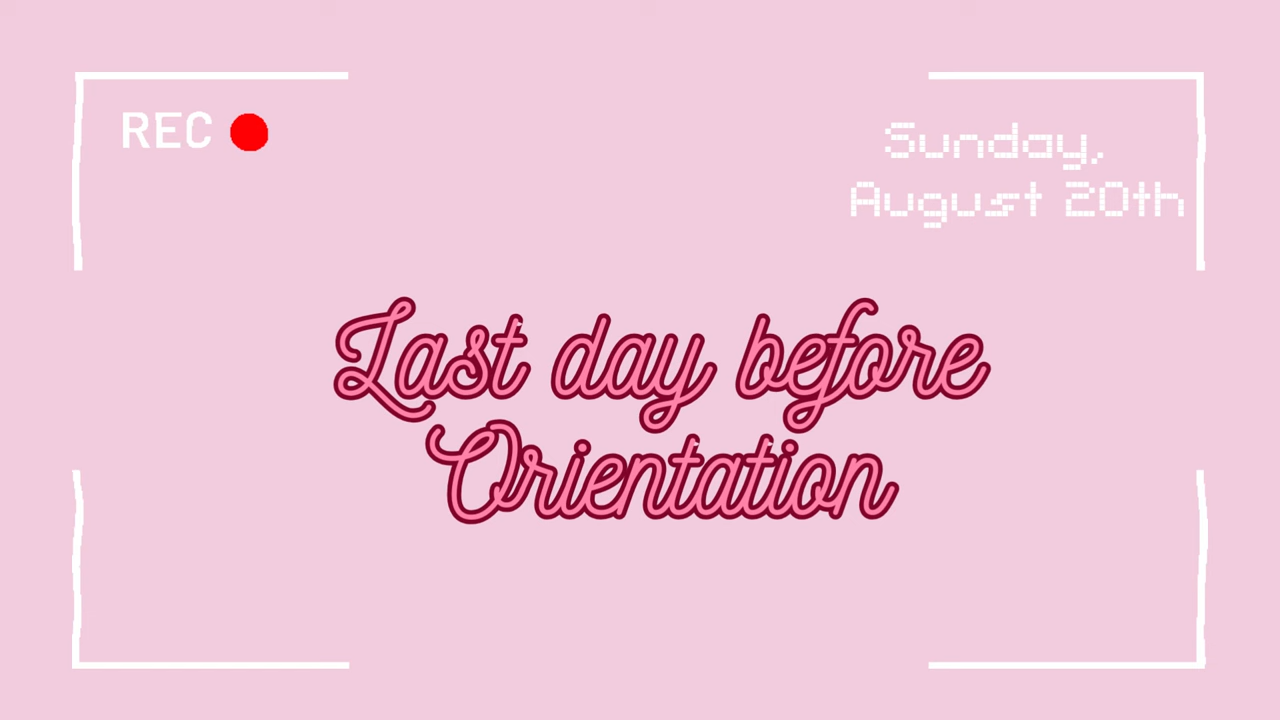 REC
Sunday,
August 20th
Last day before
Orientation